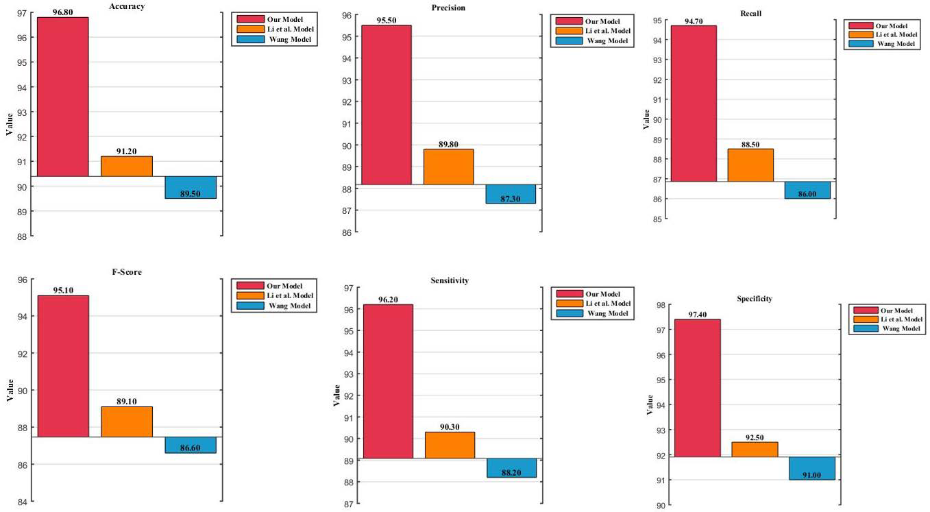 Accuracy
97
96
95
94
93
92
91
90
89
88
Value
96.80
91.20
89.50
Our Model
Li et al. Model
Wang Model
Precision
96
95
94
93
92
91
90
89
88
87
86
Value
95.50
89.80
87.30
Our Model
Li et al. Model
Wang Model
Recall
95
94
93
92
91
90
89
88
87
86
85
Value
94.70
88.50
86.00
Our Model
Li et al. Model
Wang Model
F-Score
96
94
92
90
88
86
84
Value
95.10
89.10
86.60
Our Model
Li et al. Model
Wang Model
Sensitivity
97
96
95
94
93
92
91
90
89
88
87
Value
96.20
90.30
88.20
Our Model
Li et al. Model
Wang Model
Specificity
98
97
96
95
94
93
92
91
90
Value
97.40
92.50
91.00
Our Model
Li et al. Model
Wang Model